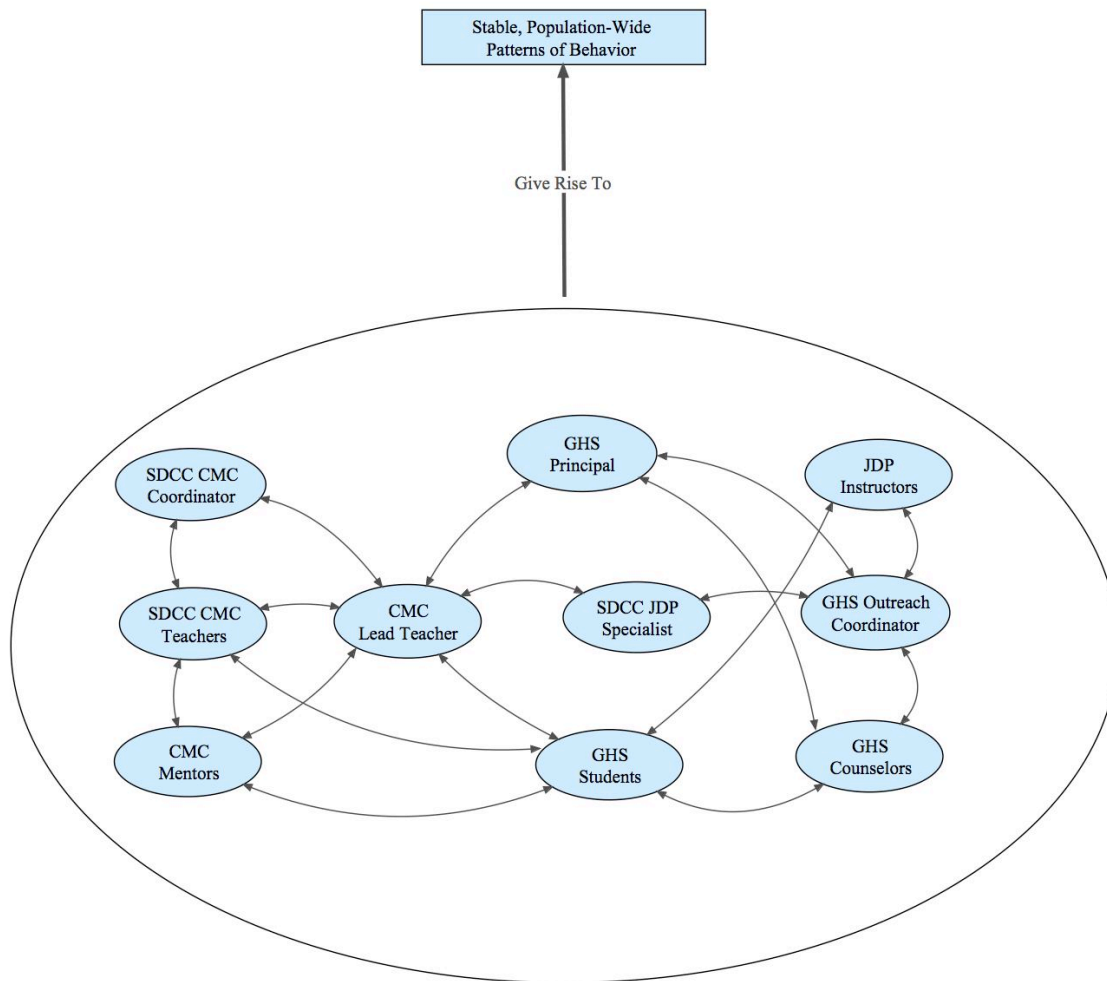 Stable, Population-Wide
Patterns of Behavior
Give Rise To
GHS
Principal
SDCC CMC
Coordinator
JDP
Instructors
SDCC CMC
Teachers
CMC
Lead Teacher
SDCC JDP
Specialist
GHS Outreach
Coordinator
CMC
Mentors
GHS
Students
GHS
Counselors